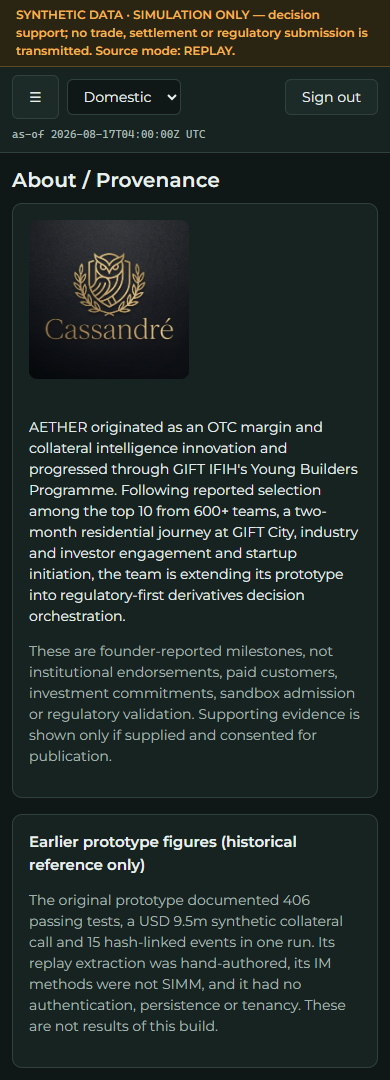 SYNTHETIC DATA · SIMULATION ONLY — decision
support; no trade, settlement or regulatory submission is
transmitted. Source mode: REPLAY.
☰ Domestic Sign out
as-of 2026-08-17T04:00:00Z UTC
About / Provenance
Cassandré
AETHER originated as an OTC margin and
collateral intelligence innovation and
progressed through GIFT IFIH's Young Builders
Programme. Following reported selection
among the top 10 from 600+ teams, a two-
month residential journey at GIFT City, industry
and investor engagement and startup
initiation, the team is extending its prototype
into regulatory-first derivatives decision
orchestration.
These are founder-reported milestones, not
institutional endorsements, paid customers,
investment commitments, sandbox admission
or regulatory validation. Supporting evidence is
shown only if supplied and consented for
publication.
Earlier prototype figures (historical
reference only)
The original prototype documented 406
passing tests, a USD 9.5m synthetic collateral
call and 15 hash-linked events in one run. Its
replay extraction was hand-authored, its IM
methods were not SIMM, and it had no
authentication, persistence or tenancy. These
are not results of this build.